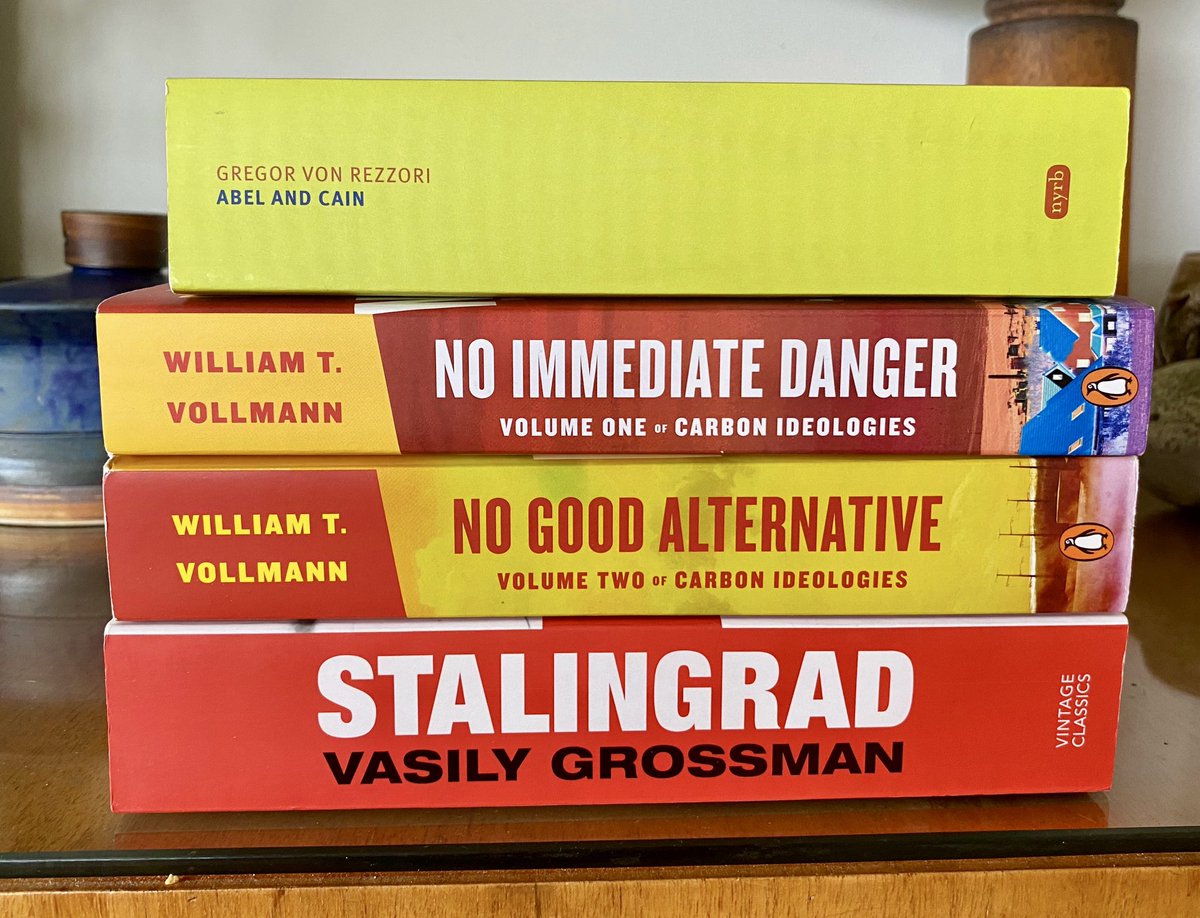 GREGOR VON REZZORI
ABEL AND CAIN
nyrb
WILLIAM T.
VOLLMANN
NO IMMEDIATE DANGER
VOLUME ONE OF CARBON IDEOLOGIES
WILLIAM T.
VOLLMANN
NO GOOD ALTERNATIVE
VOLUME TWO OF CARBON IDEOLOGIES
STALINGRAD
VASILY GROSSMAN
VINTAGE
CLASSICS